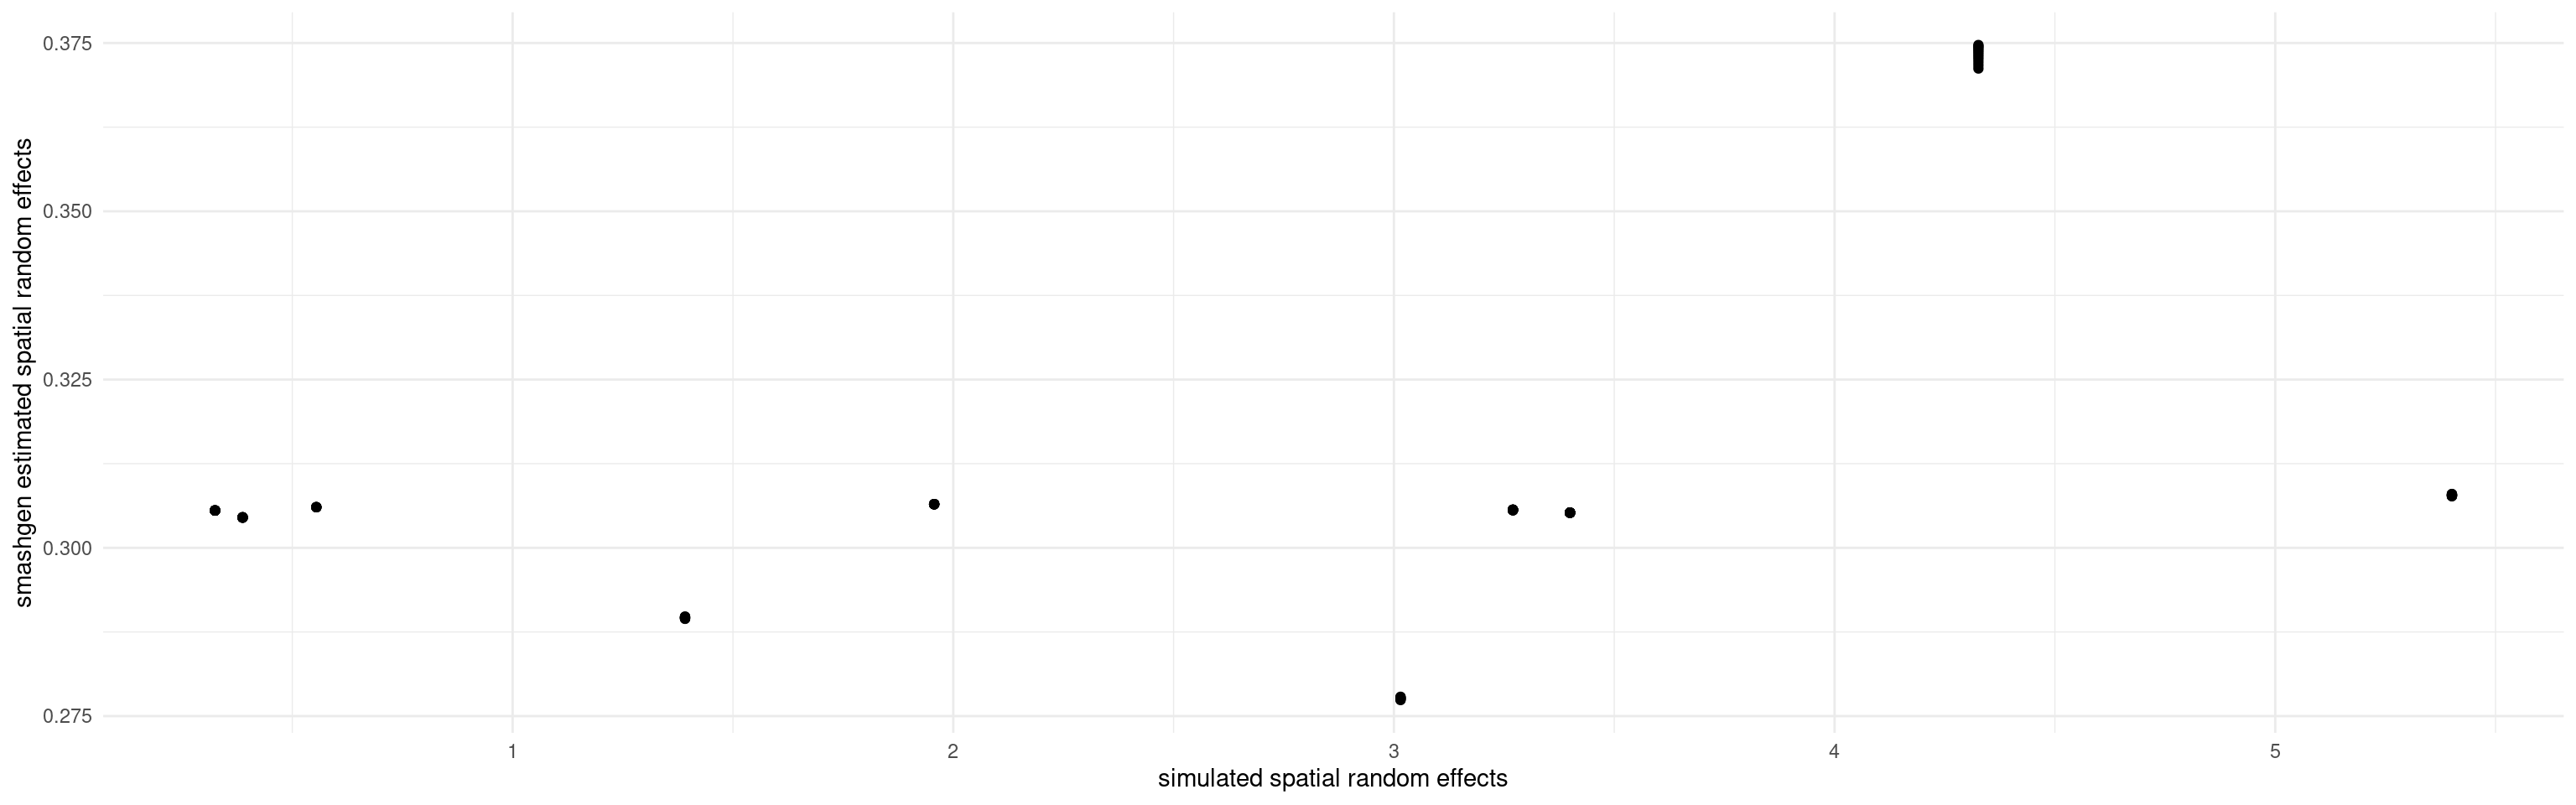 smashgen estimated spatial random effects
0.375
0.350
0.325
0.300
0.275
1 2 3 4 5
simulated spatial random effects